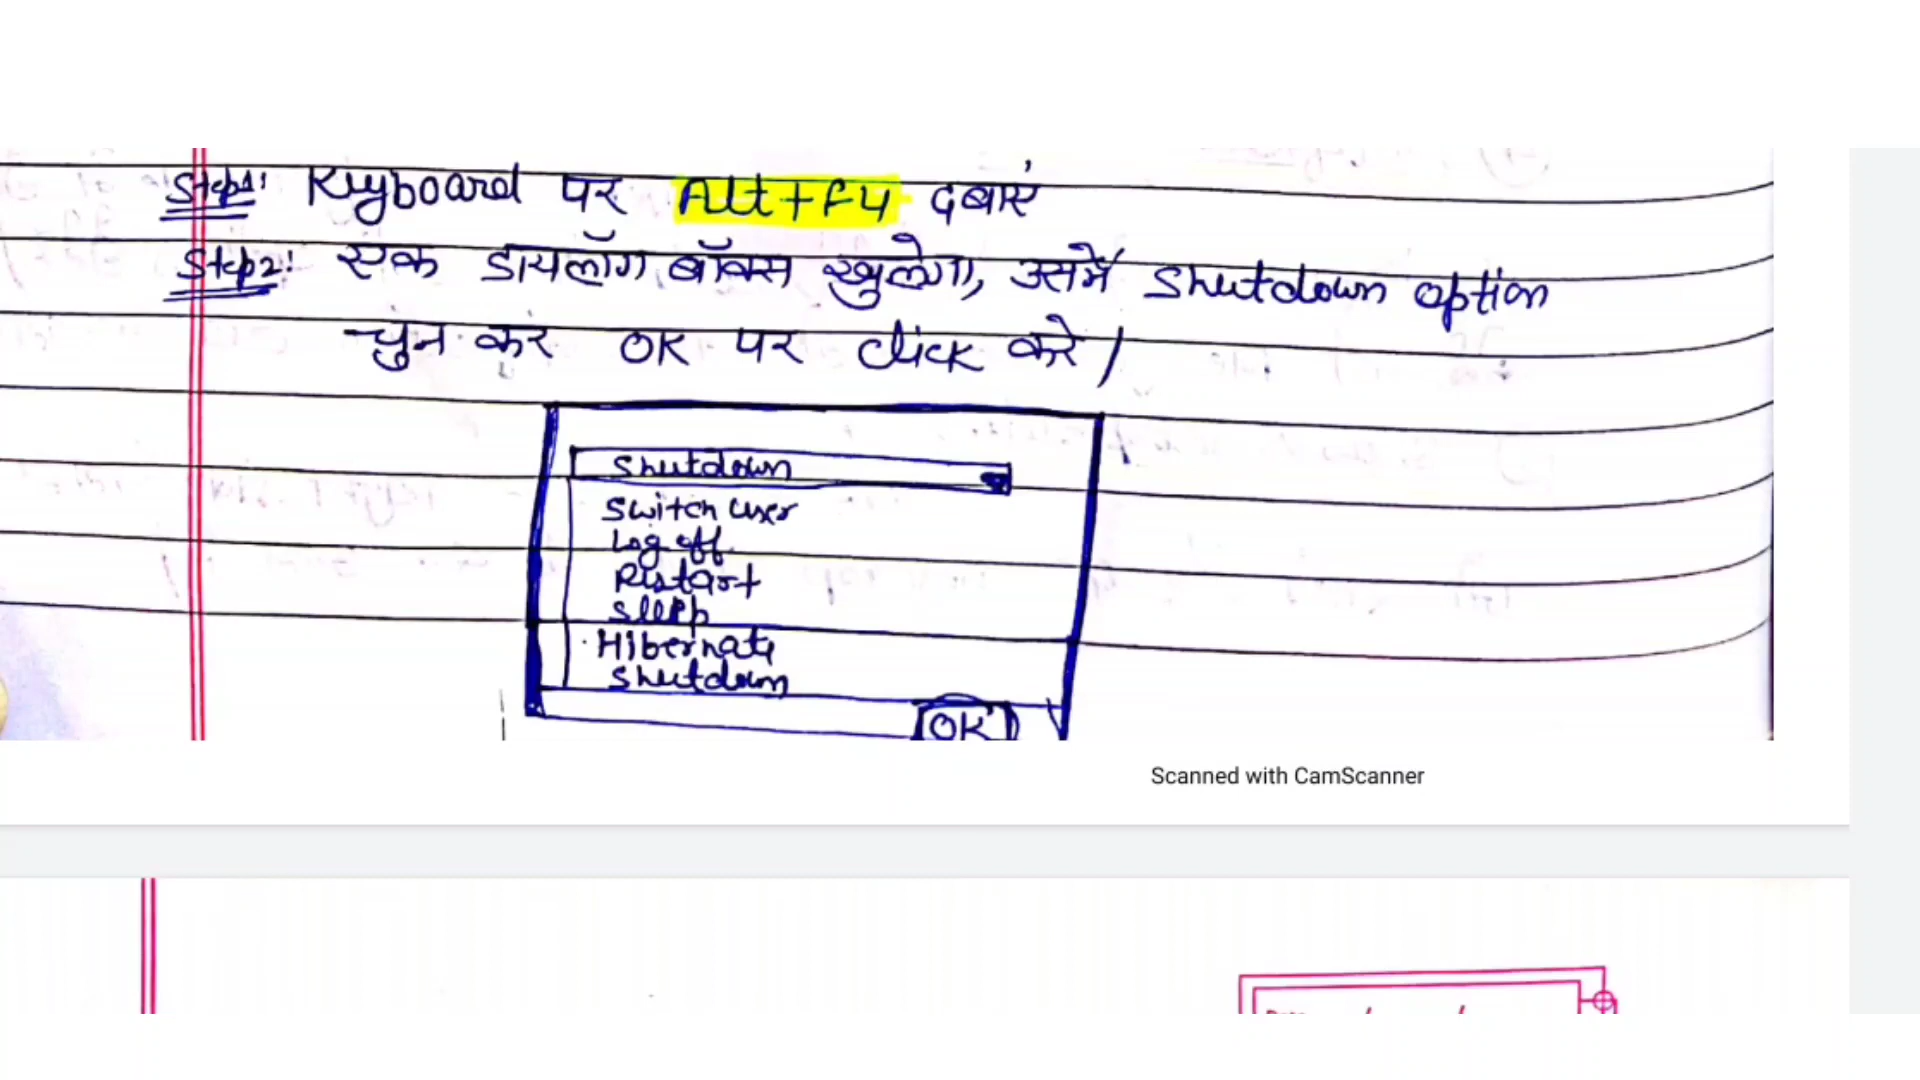 Step1: Keyboard पर Alt+F4 दबाएं
Step2: एक डायलॉग बॉक्स खुलेगा, उसमें Shutdown option
चुन कर OK पर click करे।
Shutdown
Switch user
Log off
Restart
Sleep
Hibernate
Shutdown
OK
Scanned with CamScanner